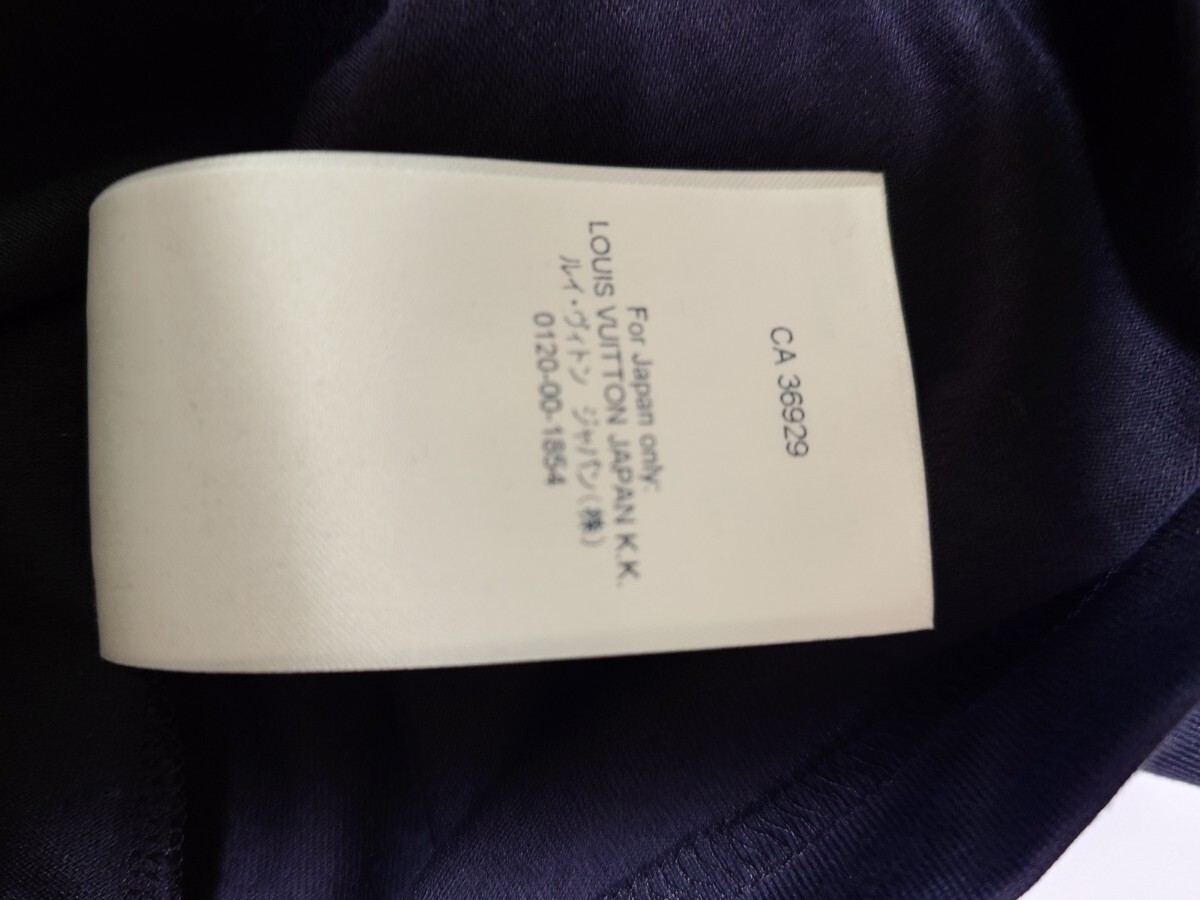 CA 36929
For Japan only:
LOUIS VUITTON JAPAN K.K.
ルイ・ヴィトン ジャパン(株)
0120-00-1854